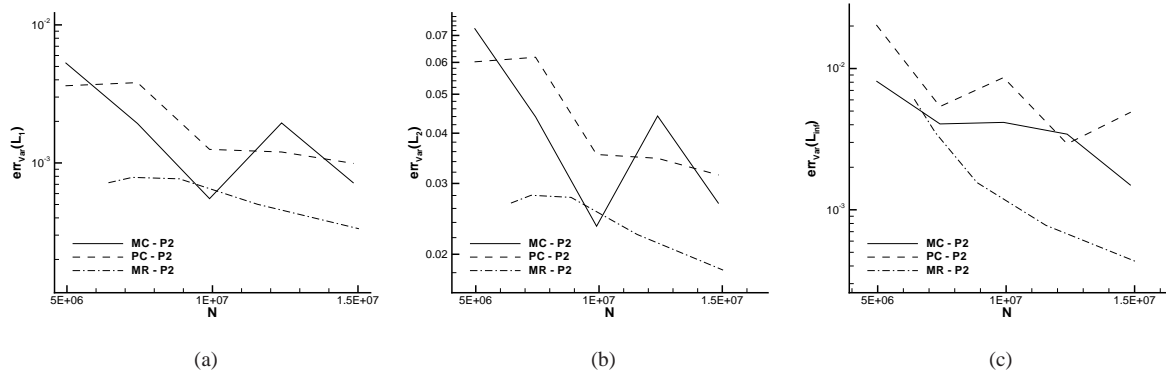 10⁻²
10⁻³
err_Var(L_1)
MC - P2
PC - P2
MR - P2
5E+06
1E+07
1.5E+07
N
(a)
0.07
0.06
0.05
0.04
0.03
0.02
err_Var(L_2)
MC - P2
PC - P2
MR - P2
5E+06
1E+07
1.5E+07
N
(b)
10⁻²
10⁻³
err_Var(L_inf)
MC - P2
PC - P2
MR - P2
5E+06
1E+07
1.5E+07
N
(c)